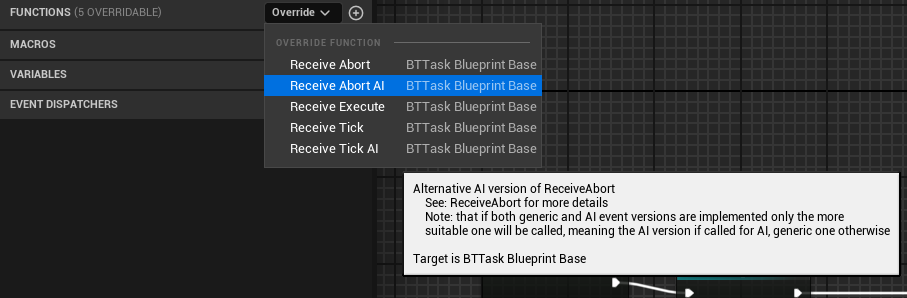 FUNCTIONS (5 OVERRIDABLE) Override
MACROS
OVERRIDE FUNCTION
Receive Abort BTTask Blueprint Base
VARIABLES
Receive Abort AI BTTask Blueprint Base
EVENT DISPATCHERS
Receive Execute BTTask Blueprint Base
Receive Tick BTTask Blueprint Base
Receive Tick AI BTTask Blueprint Base
Alternative AI version of ReceiveAbort
See: ReceiveAbort for more details
Note: that if both generic and AI event versions are implemented only the more
suitable one will be called, meaning the AI version if called for AI, generic one otherwise
Target is BTTask Blueprint Base